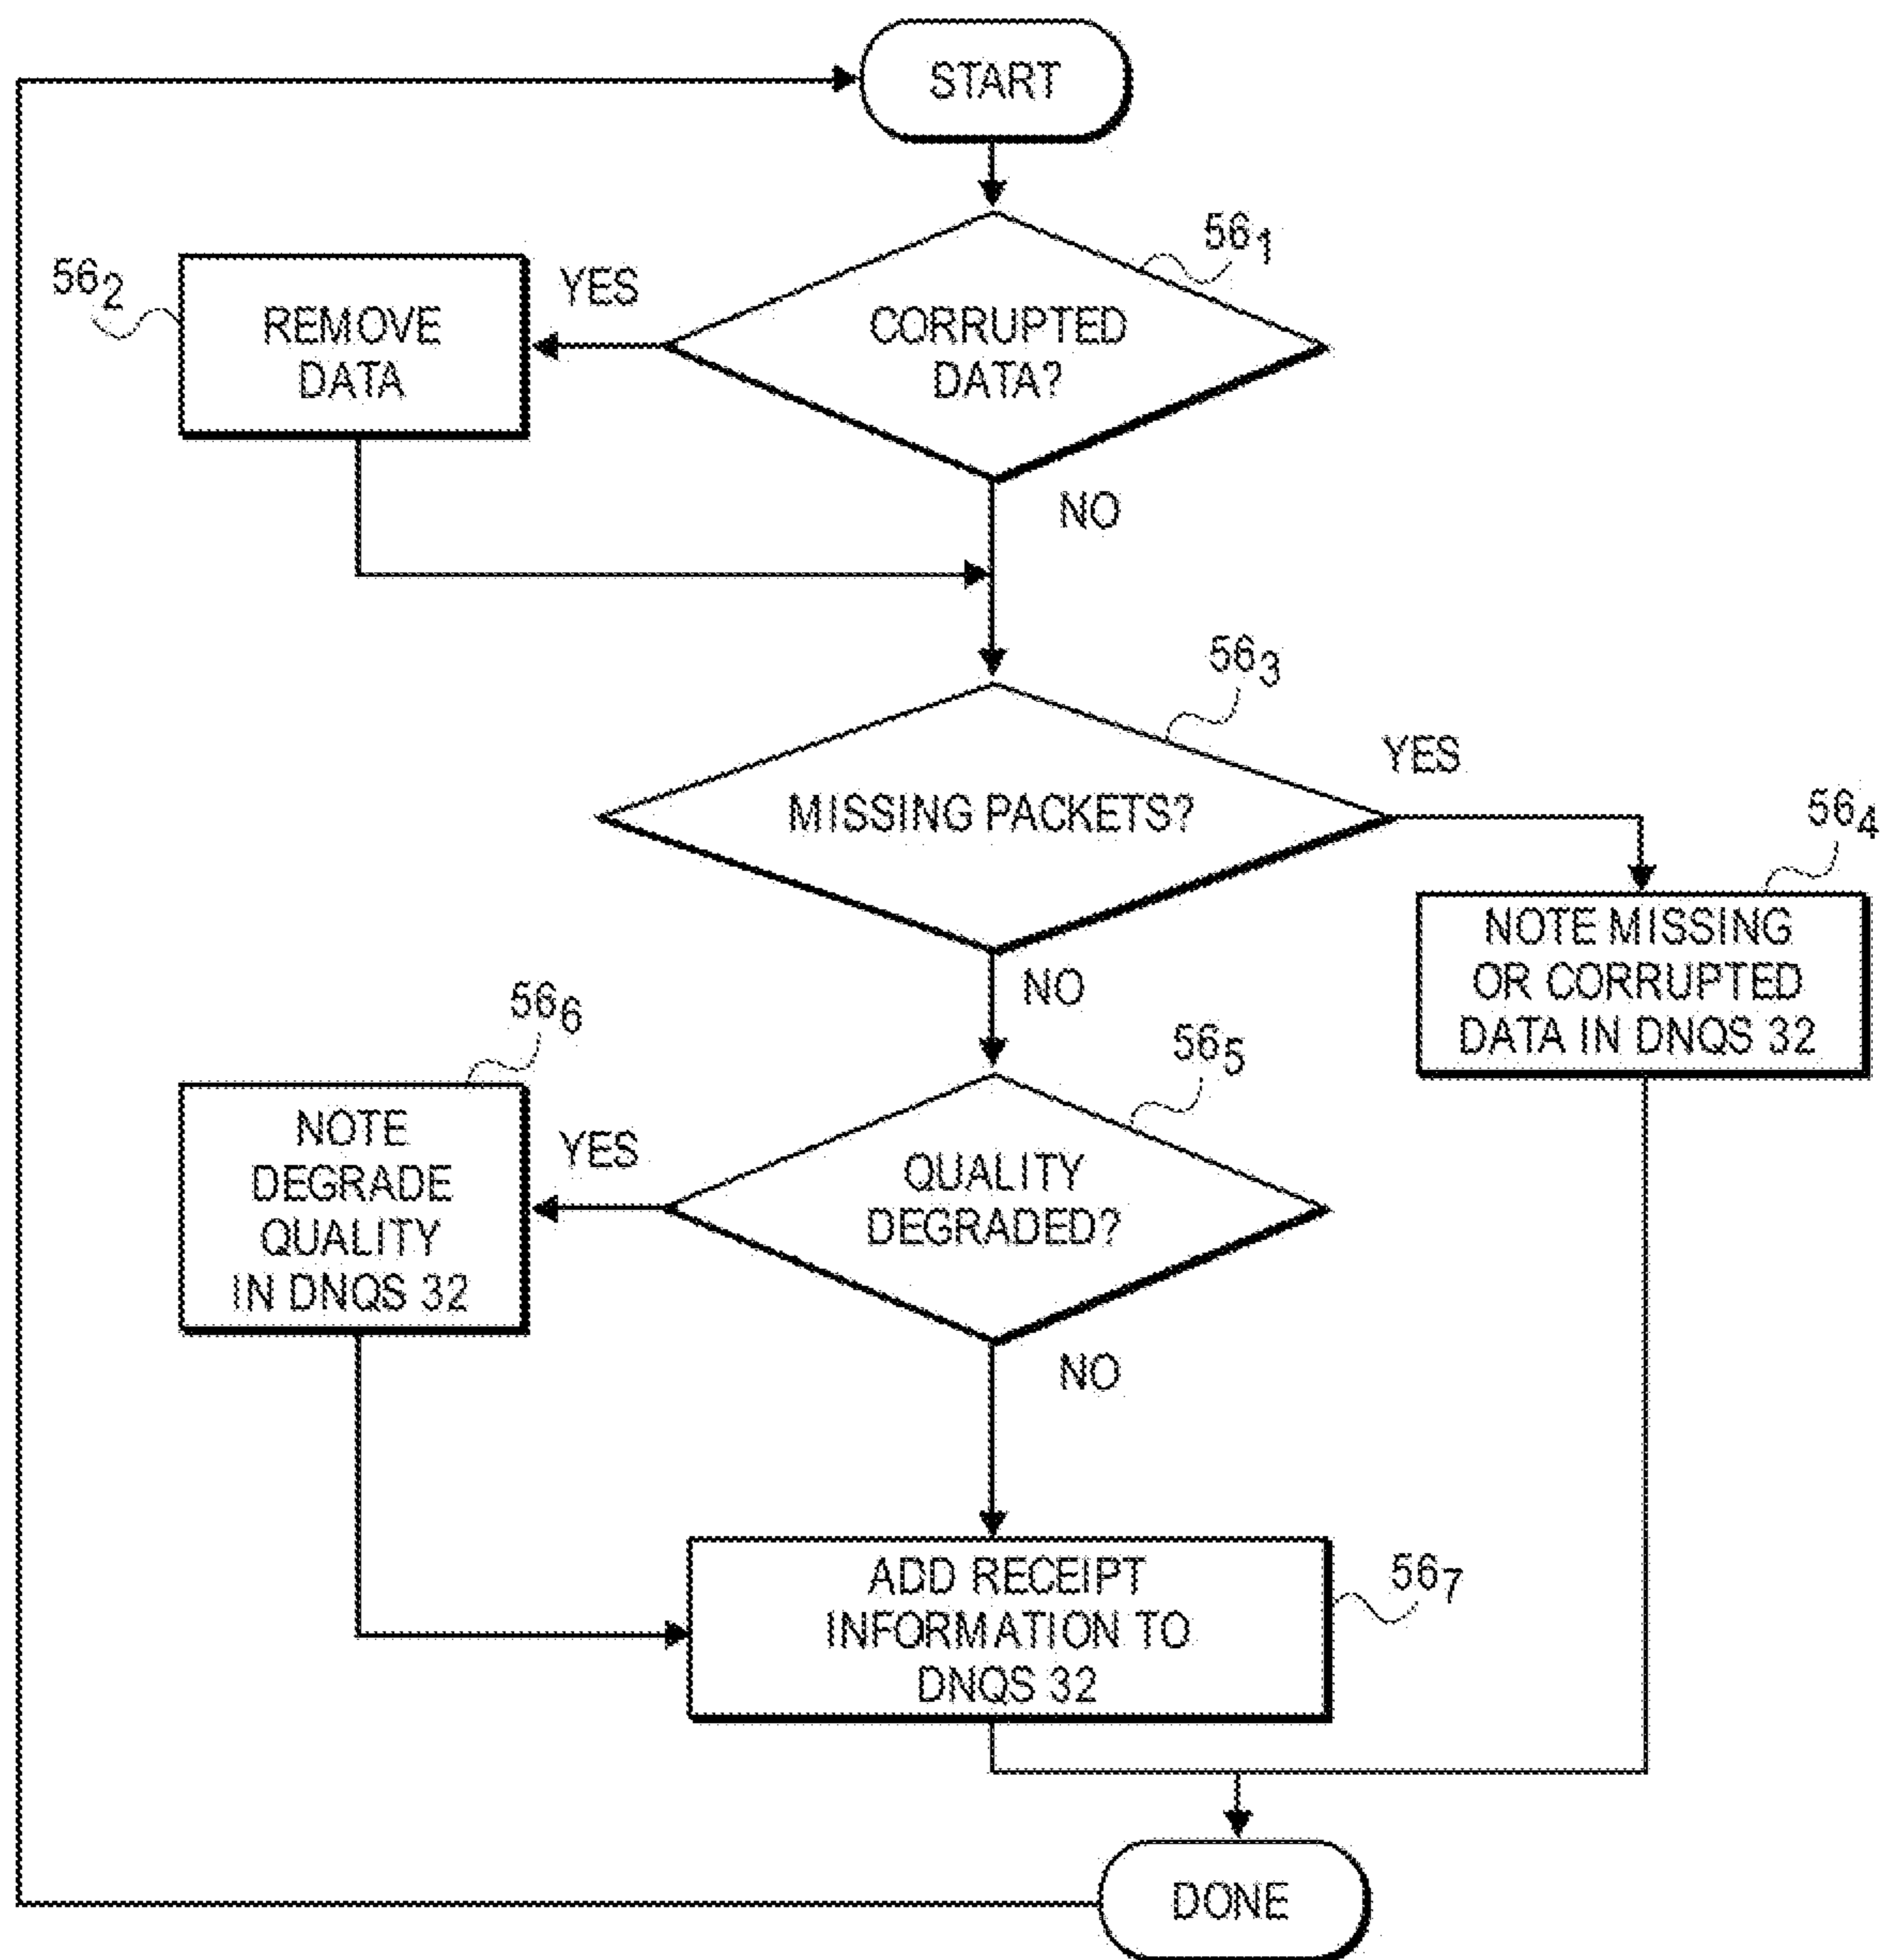 START
56₁
CORRUPTED
DATA?
YES
56₂
REMOVE
DATA
NO
56₃
MISSING PACKETS?
YES
56₄
NOTE MISSING
OR CORRUPTED
DATA IN DNQS 32
NO
56₅
QUALITY
DEGRADED?
YES
56₆
NOTE
DEGRADE
QUALITY
IN DNQS 32
NO
ADD RECEIPT
INFORMATION TO
DNQS 32
56₇
DONE